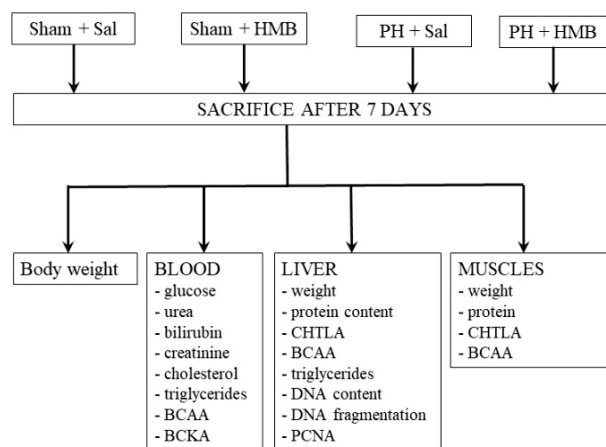 Sham + Sal
Sham + HMB
PH + Sal
PH + HMB
SACRIFICE AFTER 7 DAYS
Body weight
BLOOD
- glucose
- urea
- bilirubin
- creatinine
- cholesterol
- triglycerides
- BCAA
- BCKA
LIVER
- weight
- protein content
- CHTLA
- BCAA
- triglycerides
- DNA content
- DNA fragmentation
- PCNA
MUSCLES
- weight
- protein
- CHTLA
- BCAA